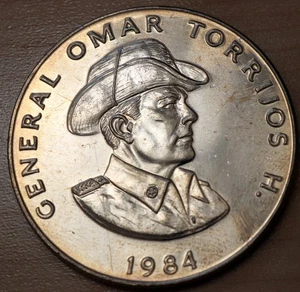 GENERAL OMAR TORRIJOS H.
1984